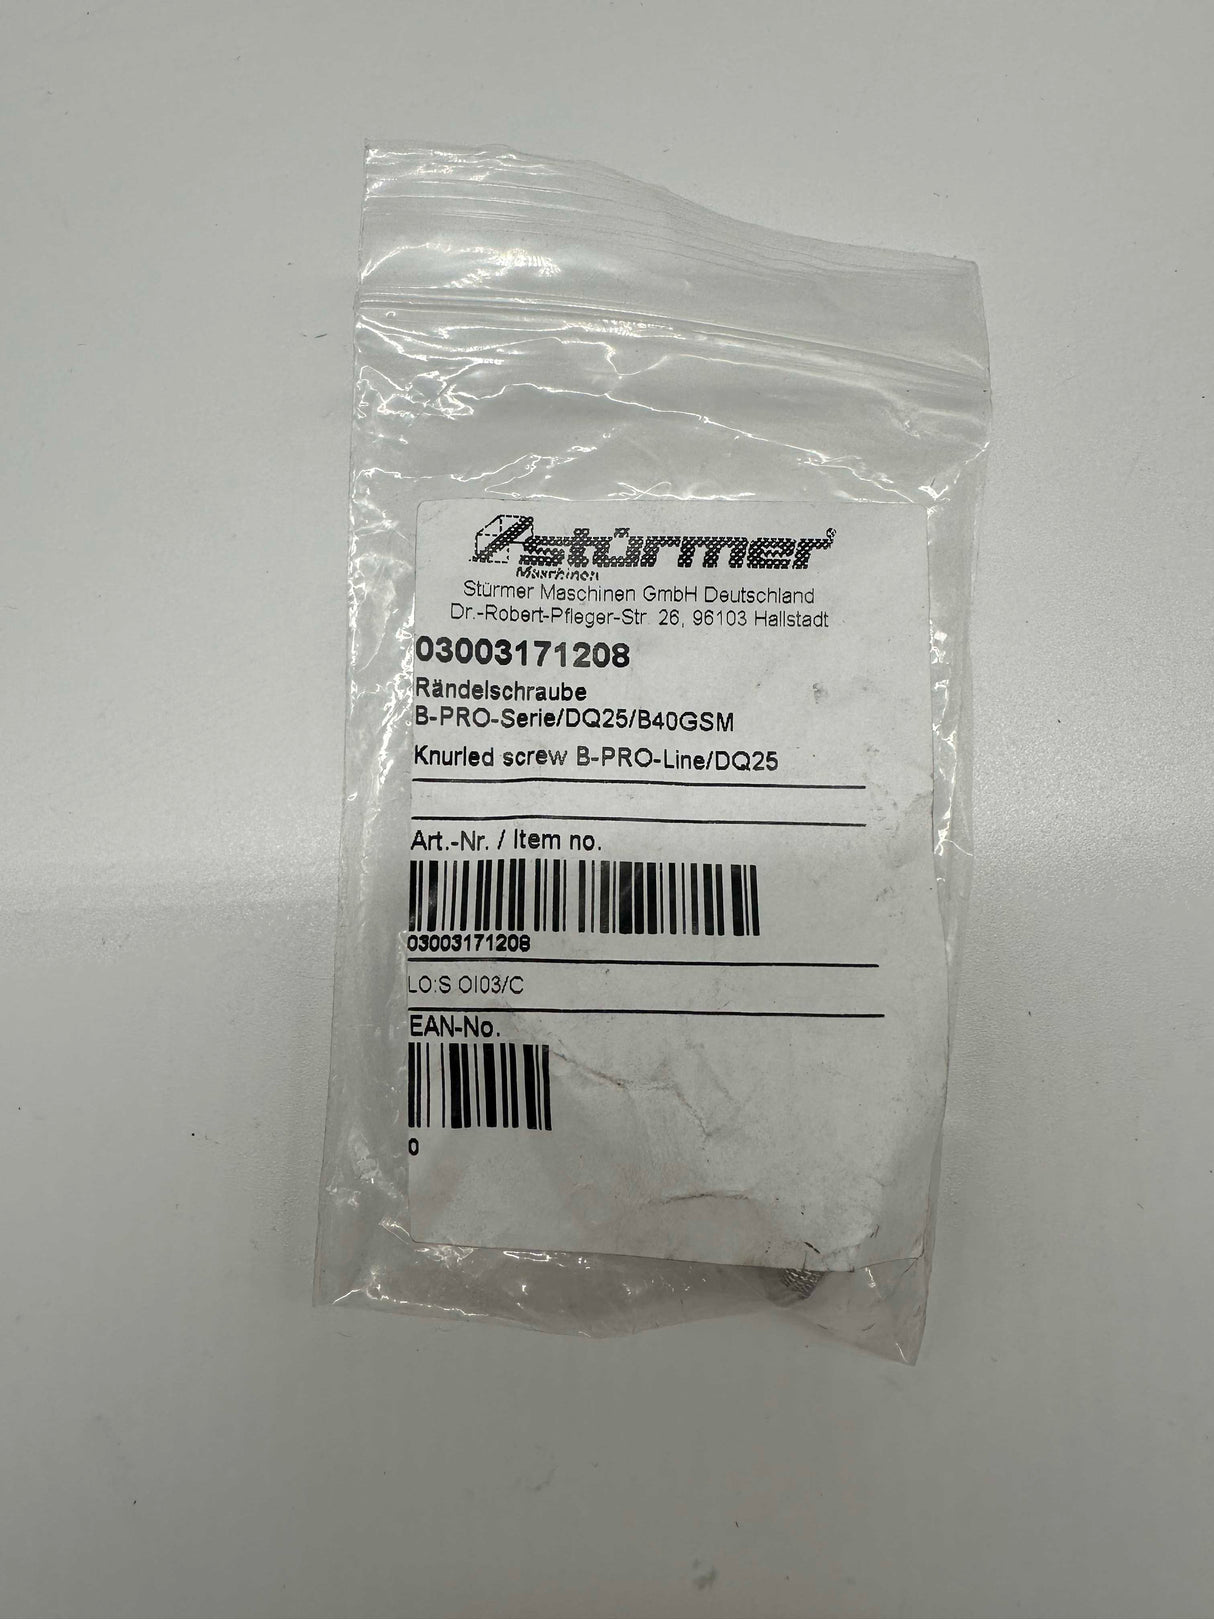 stürmer®
Maschinen
Stürmer Maschinen GmbH Deutschland
Dr.-Robert-Pfleger-Str. 26, 96103 Hallstadt
03003171208
Rändelschraube
B-PRO-Serie/DQ25/B40GSM
Knurled screw B-PRO-Line/DQ25
Art.-Nr. / Item no.
03003171208
LO:S OI03/C
EAN-No.
0